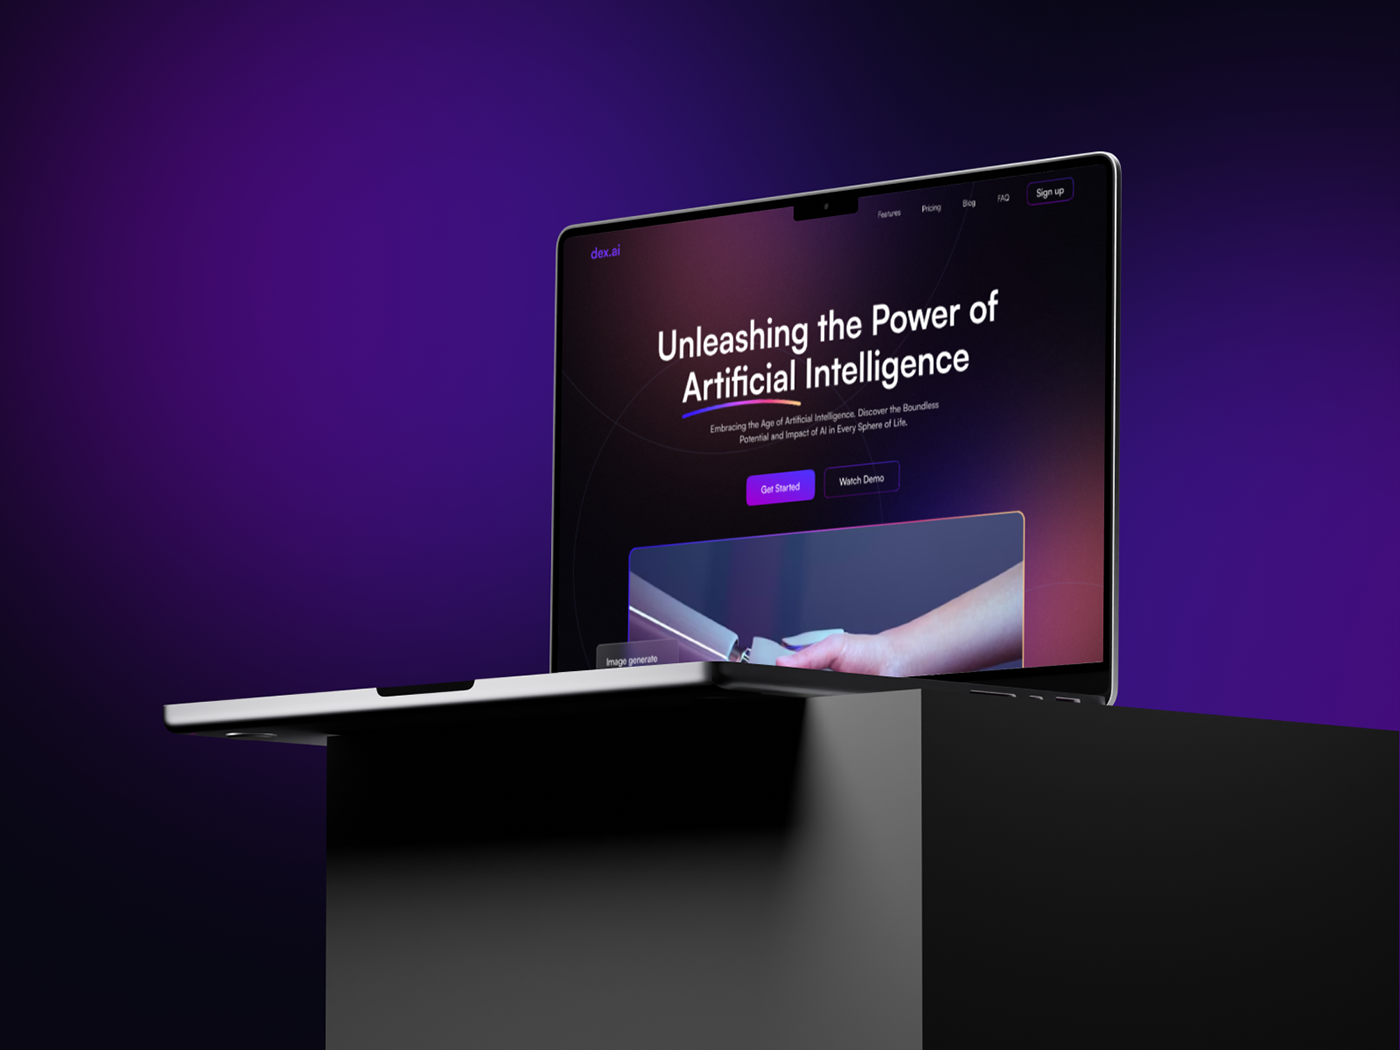 dex.ai
Features
Pricing
Blog
FAQ
Sign up
Unleashing the Power of
Artificial Intelligence
Embracing the Age of Artificial Intelligence, Discover the Boundless
Potential and Impact of AI in Every Sphere of Life.
Get Started
Watch Demo
Image generate